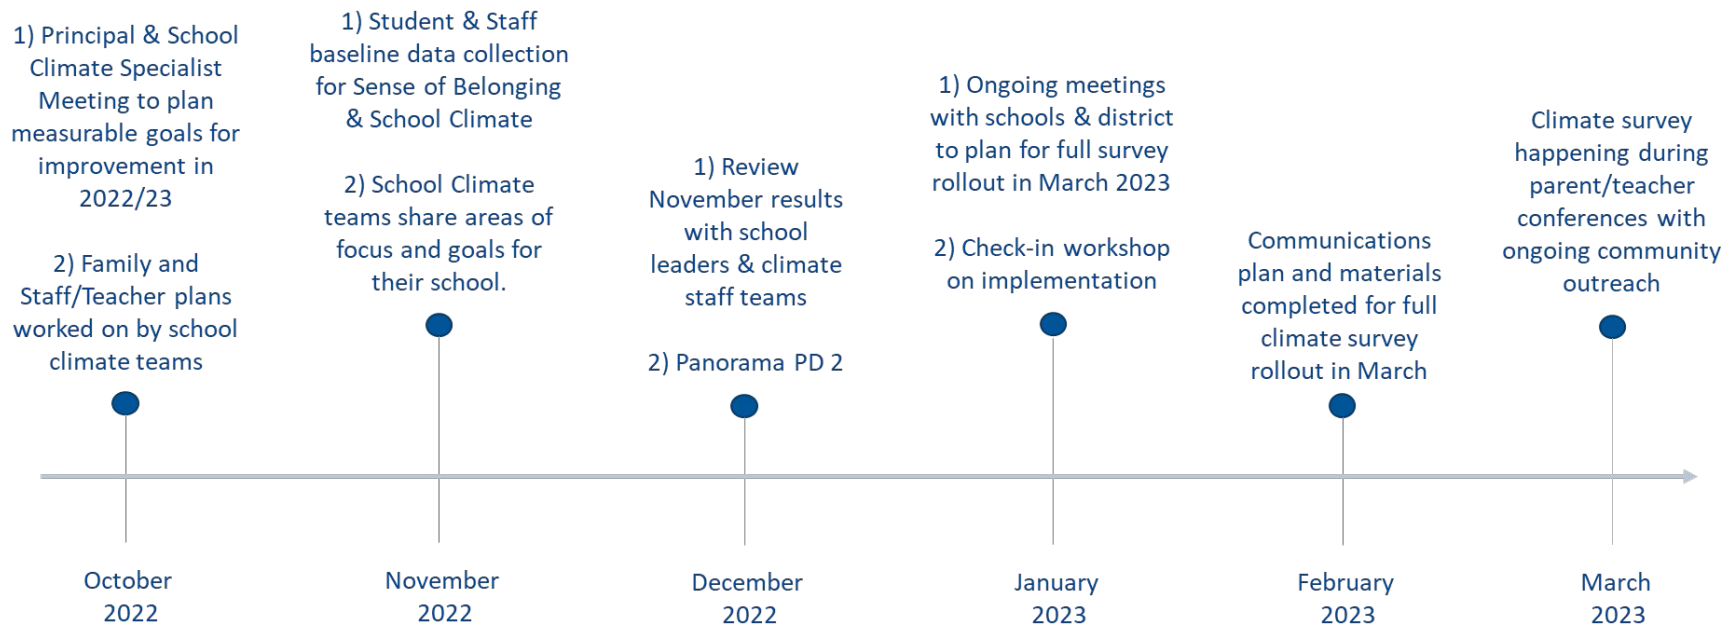 1) Principal & School
Climate Specialist
Meeting to plan
measurable goals for
improvement in
2022/23
2) Family and
Staff/Teacher plans
worked on by school
climate teams
October
2022
1) Student & Staff
baseline data collection
for Sense of Belonging
& School Climate
2) School Climate
teams share areas of
focus and goals for
their school.
November
2022
1) Review
November results
with school
leaders & climate
staff teams
2) Panorama PD 2
December
2022
1) Ongoing meetings
with schools & district
to plan for full survey
rollout in March 2023
2) Check-in workshop
on implementation
January
2023
Communications
plan and materials
completed for full
climate survey
rollout in March
February
2023
Climate survey
happening during
parent/teacher
conferences with
ongoing community
outreach
March
2023